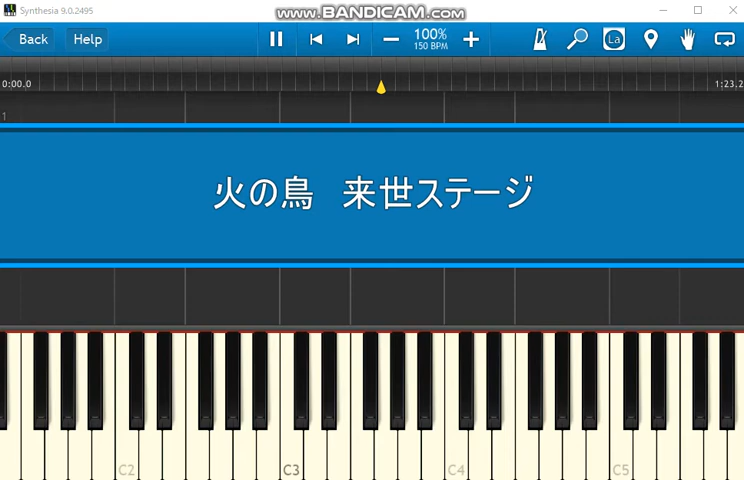 Synthesia 9.0.2495
www.BANDICAM.com
Back
Help
100%
150 BPM
La
0:00.0
1:23.2
1
火の鳥　来世ステージ
C2
C3
C4
C5